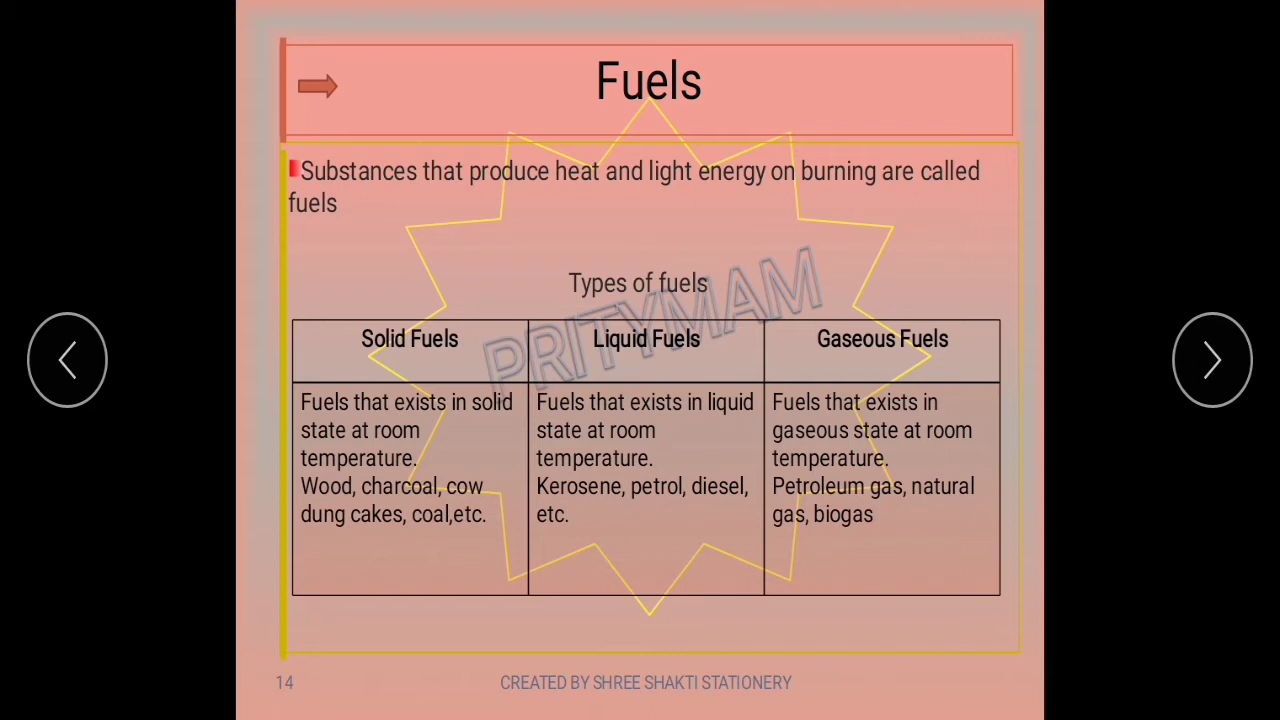 Fuels
Substances that produce heat and light energy on burning are called
fuels
Types of fuels
PRITYMAM
Solid Fuels
Liquid Fuels
Gaseous Fuels
Fuels that exists in solid
state at room
temperature.
Wood, charcoal, cow
dung cakes, coal,etc.
Fuels that exists in liquid
state at room
temperature.
Kerosene, petrol, diesel,
etc.
Fuels that exists in
gaseous state at room
temperature.
Petroleum gas, natural
gas, biogas
14
CREATED BY SHREE SHAKTI STATIONERY